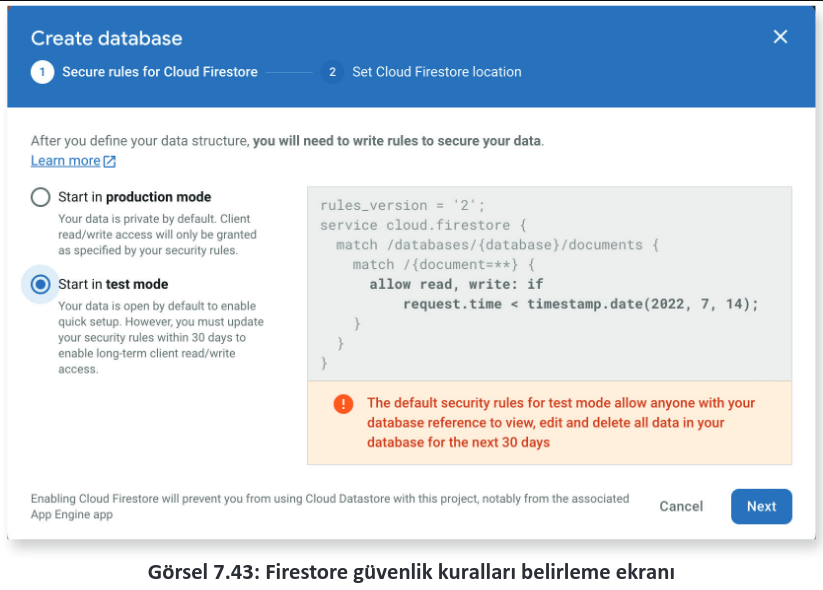 Create database
1 Secure rules for Cloud Firestore 2 Set Cloud Firestore location
After you define your data structure, you will need to write rules to secure your data.
Learn more
Start in production mode
Your data is private by default. Client
read/write access will only be granted
as specified by your security rules.
Start in test mode
Your data is open by default to enable
quick setup. However, you must update
your security rules within 30 days to
enable long-term client read/write
access.
rules_version = '2';
service cloud.firestore {
match /databases/{database}/documents {
match /{document=**} {
allow read, write: if
request.time < timestamp.date(2022, 7, 14);
}
}
}
The default security rules for test mode allow anyone with your
database reference to view, edit and delete all data in your
database for the next 30 days
Enabling Cloud Firestore will prevent you from using Cloud Datastore with this project, notably from the associated
App Engine app
Cancel
Next
Görsel 7.43: Firestore güvenlik kuralları belirleme ekranı